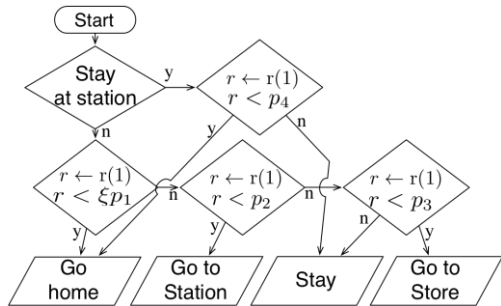 Start
Stay
at station
y
r ← r(1)
r < p₄
n
y
n
r ← r(1)
r < ξp₁
n
r ← r(1)
r < p₂
n
r ← r(1)
r < p₃
n
y
y
y
Go
home
Go to
Station
Stay
Go to
Store